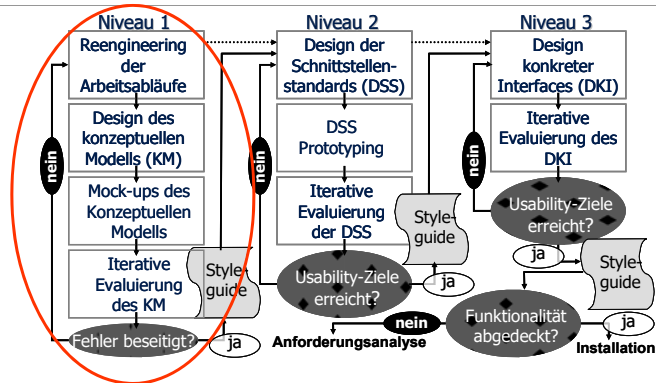 Niveau 1
Reengineering
der
Arbeitsabläufe
Design des
konzeptuellen
Modells (KM)
nein
Mock-ups des
Konzeptuellen
Modells
Iterative
Evaluierung
des KM
Style-
guide
Fehler beseitigt?
ja
Niveau 2
Design der
Schnittstellen-
standards (DSS)
DSS
Prototyping
nein
Iterative
Evaluierung
der DSS
Style-
guide
Usability-Ziele
erreicht?
ja
Niveau 3
Design
konkreter
Interfaces (DKI)
Iterative
Evaluierung des
DKI
nein
Usability-Ziele
erreicht?
ja
Style-
guide
Funktionalität
abgedeckt?
nein
Anforderungsanalyse
ja
Installation